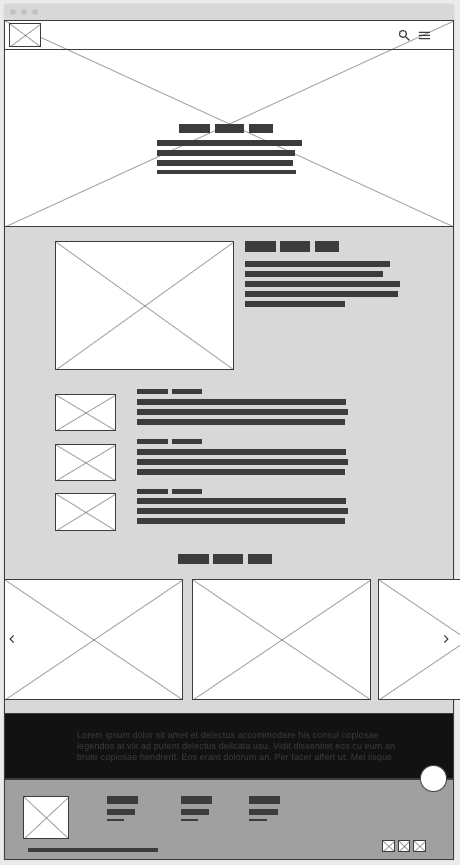 Lorem ipsum dolor sit amet et delectus accommodare his consul copiosae
legendos at vix ad putent delectus delicata usu. Vidit dissentiet eos cu eum an
brute copiosae hendrerit. Eos erant dolorum an. Per facer affert ut. Mei iisque